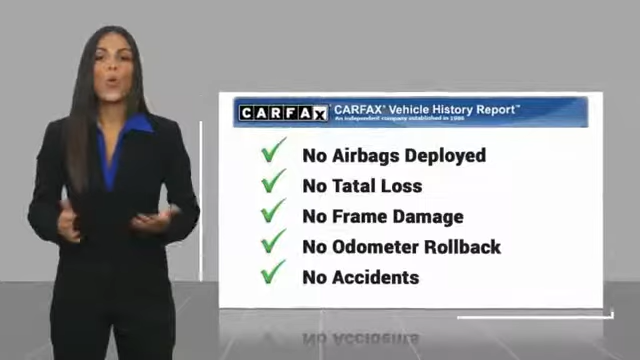 CARFAX CARFAX Vehicle History Report™
An independent company established in 1986
No Airbags Deployed
No Tatal Loss
No Frame Damage
No Odometer Rollback
No Accidents